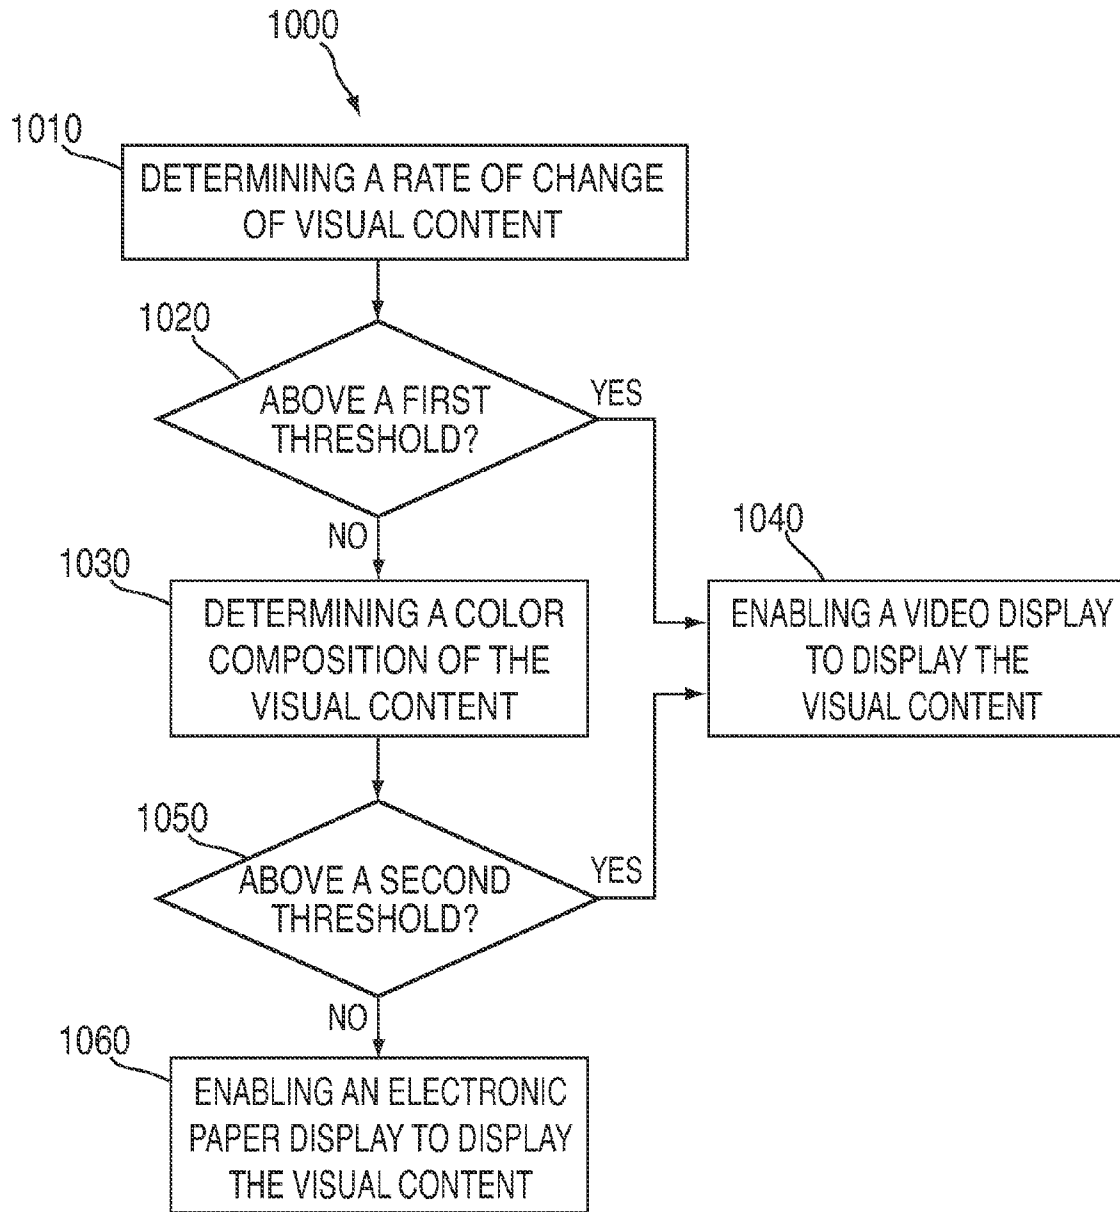 1000
1010
DETERMINING A RATE OF CHANGE
OF VISUAL CONTENT
1020
ABOVE A FIRST
THRESHOLD?
YES
NO
1030
DETERMINING A COLOR
COMPOSITION OF THE
VISUAL CONTENT
1040
ENABLING A VIDEO DISPLAY
TO DISPLAY THE
VISUAL CONTENT
1050
ABOVE A SECOND
THRESHOLD?
YES
NO
1060
ENABLING AN ELECTRONIC
PAPER DISPLAY TO DISPLAY
THE VISUAL CONTENT